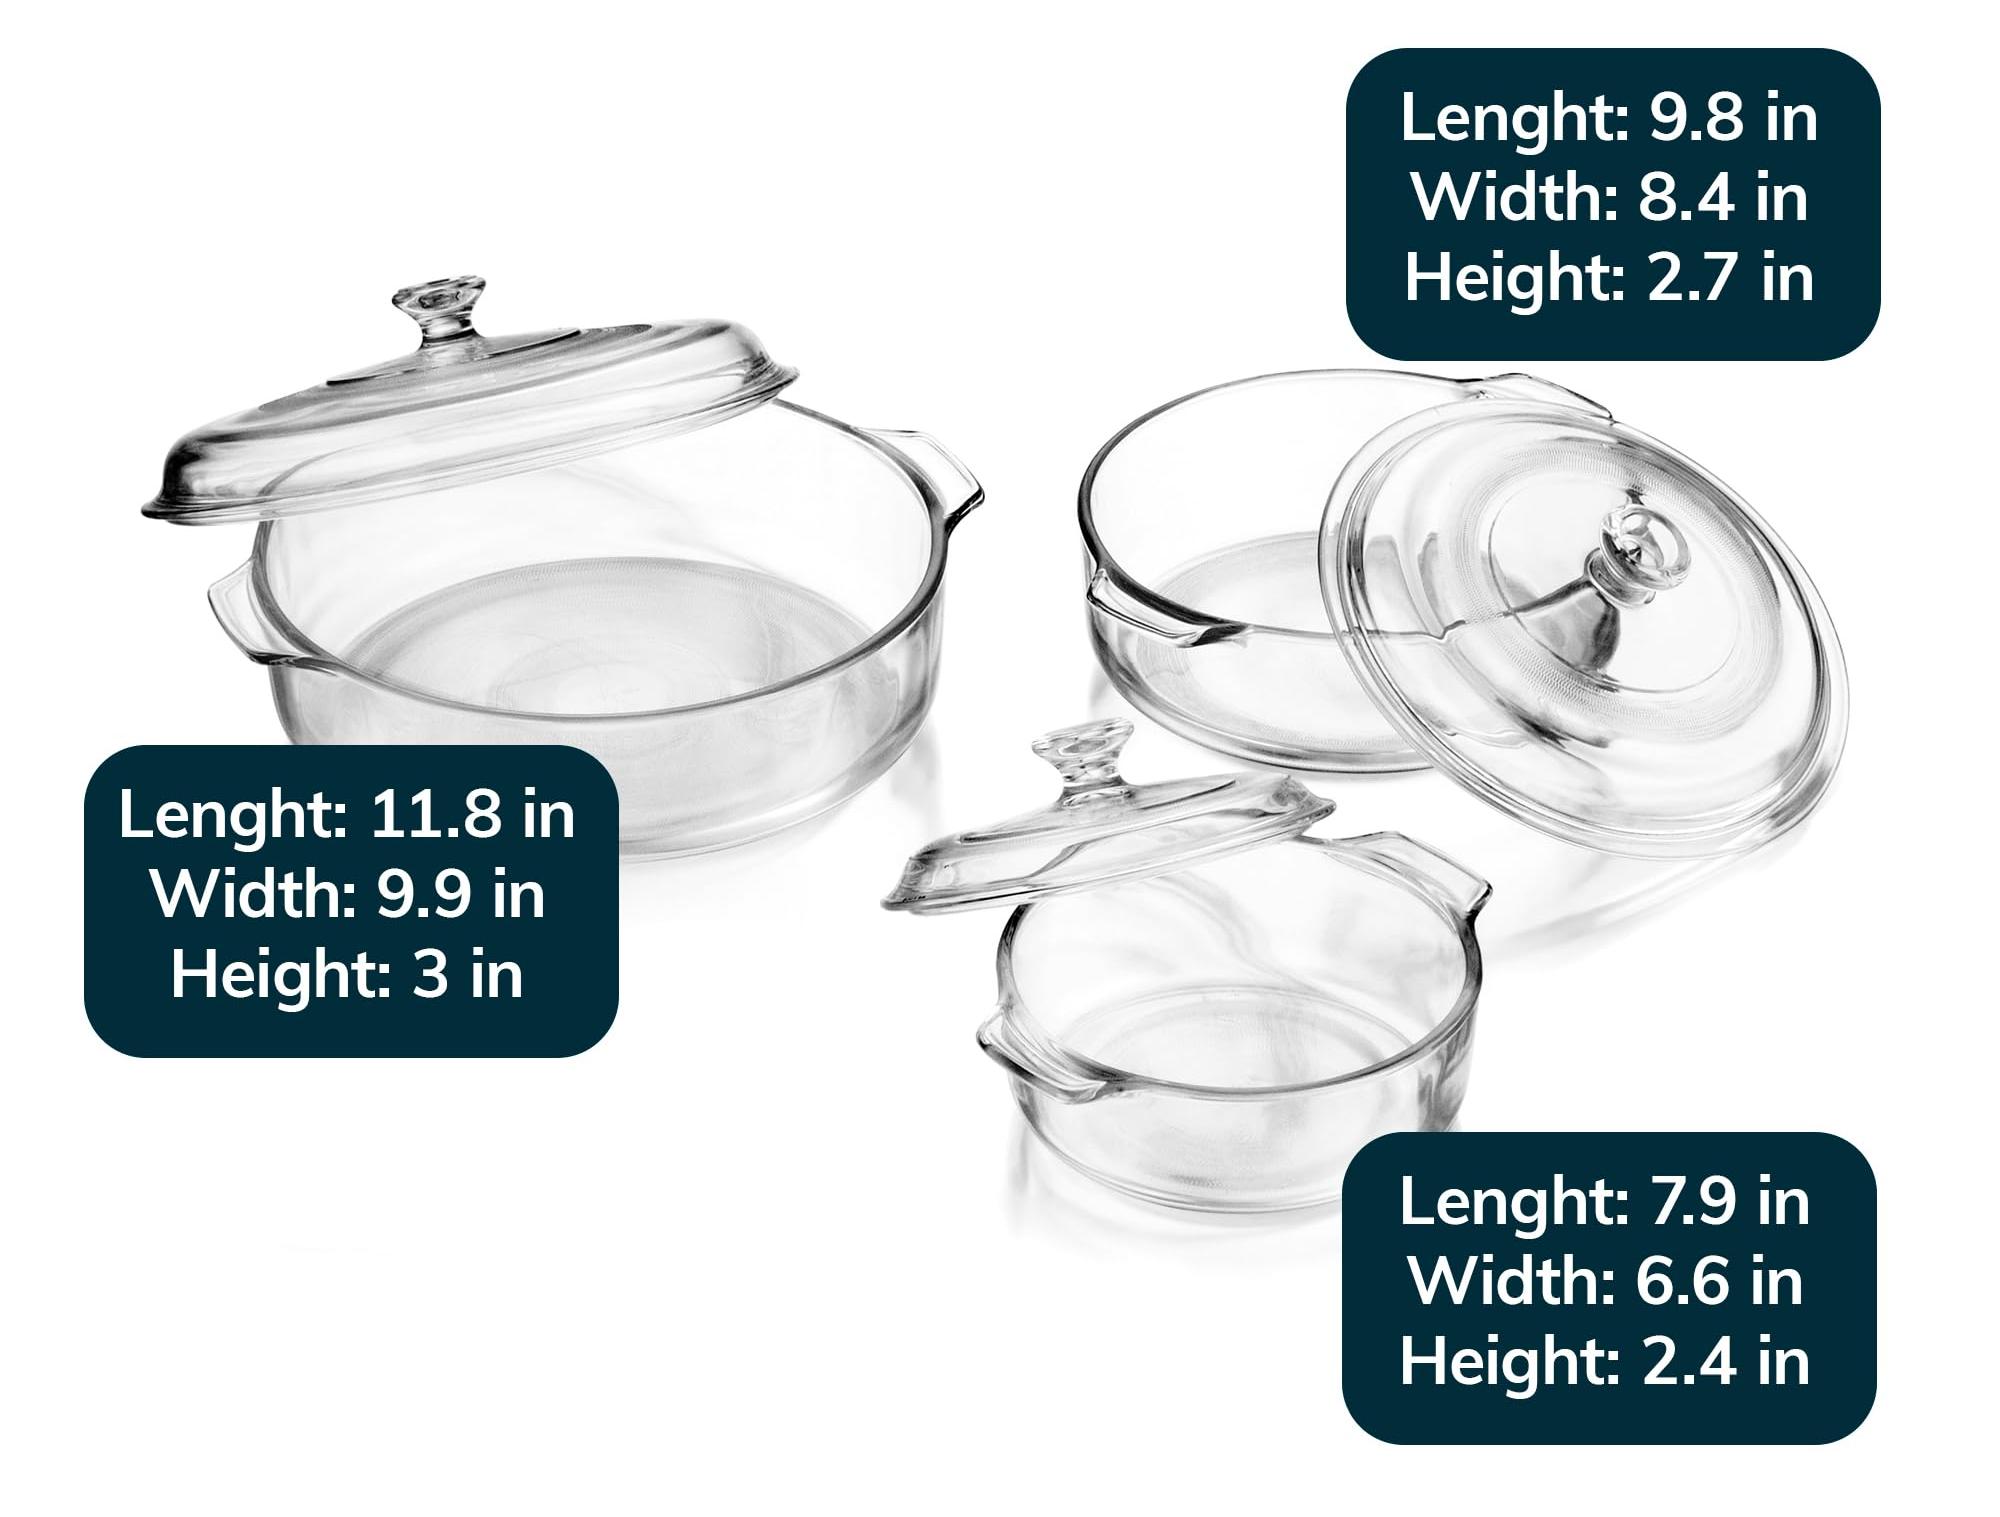 Lenght: 9.8 in
Width: 8.4 in
Height: 2.7 in
Lenght: 11.8 in
Width: 9.9 in
Height: 3 in
Lenght: 7.9 in
Width: 6.6 in
Height: 2.4 in